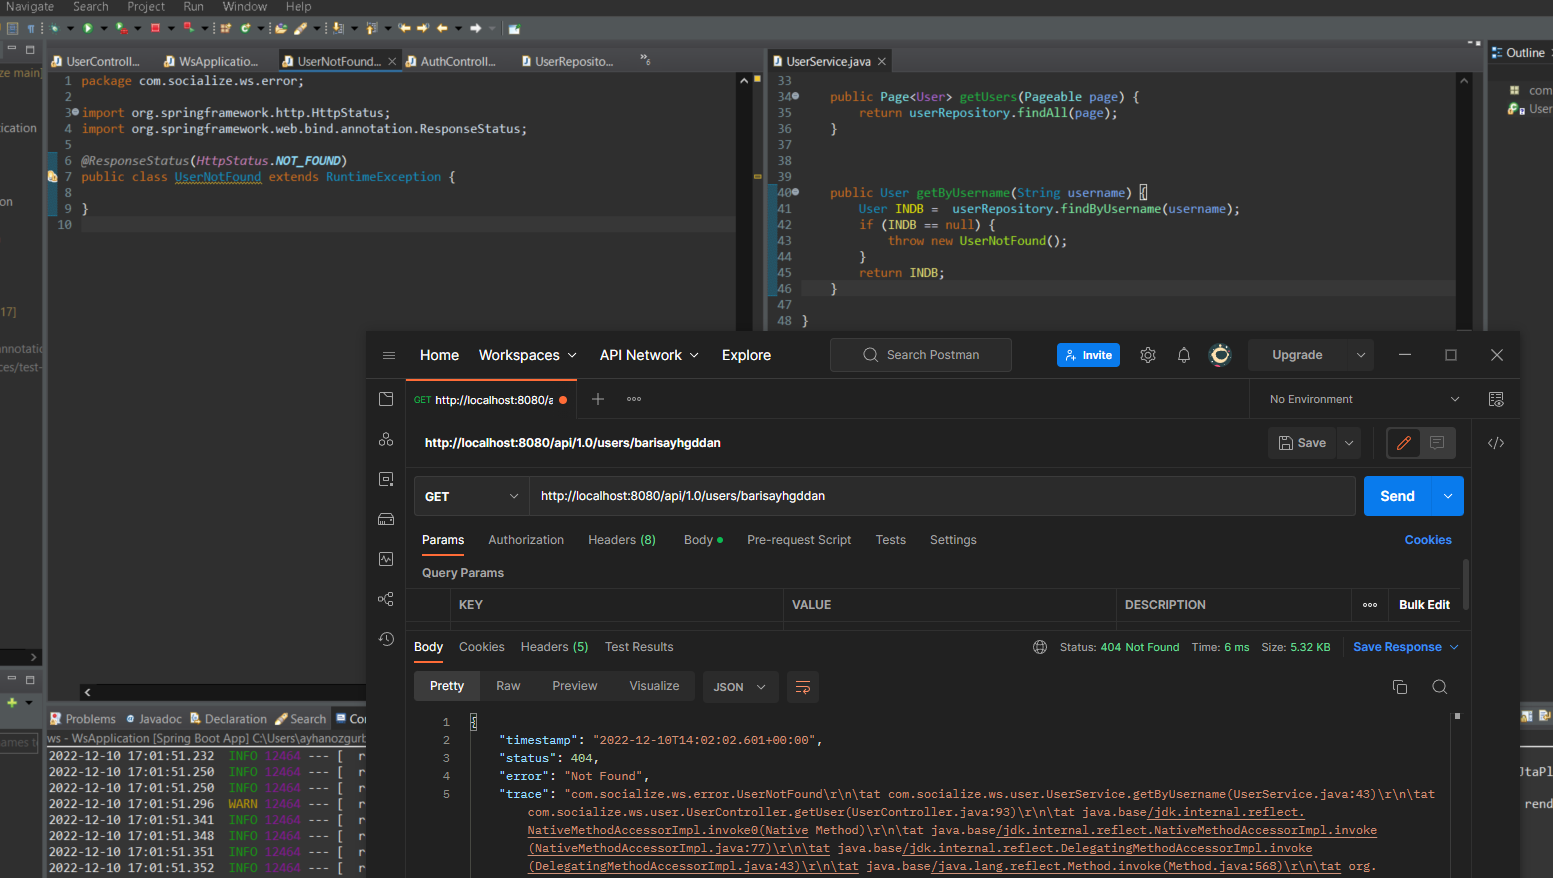 Navigate Search Project Run Window Help
UserControll... WsApplicatio... UserNotFound... AuthControll... UserReposito... »6
UserService.java
Outline
ze main]
ication
on
17]
nnotatic
ces/test-
1 package com.socialize.ws.error;
2
3 import org.springframework.http.HttpStatus;
4 import org.springframework.web.bind.annotation.ResponseStatus;
5
6 @ResponseStatus(HttpStatus.NOT_FOUND)
7 public class UserNotFound extends RuntimeException {
8
9 }
10
33
34 public Page<User> getUsers(Pageable page) {
35 return userRepository.findAll(page);
36 }
37
38
39
40 public User getByUsername(String username) {
41 User INDB = userRepository.findByUsername(username);
42 if (INDB == null) {
43 throw new UserNotFound();
44 }
45 return INDB;
46 }
47
48 }
com
User
Home Workspaces API Network Explore Search Postman Invite Upgrade
GET http://localhost:8080/a No Environment
http://localhost:8080/api/1.0/users/barisayhgddan Save
GET http://localhost:8080/api/1.0/users/barisayhgddan Send
Params Authorization Headers (8) Body Pre-request Script Tests Settings Cookies
Query Params
KEY VALUE DESCRIPTION Bulk Edit
Body Cookies Headers (5) Test Results Status: 404 Not Found Time: 6 ms Size: 5.32 KB Save Response
Pretty Raw Preview Visualize JSON
1 {
2 "timestamp": "2022-12-10T14:02:02.601+00:00",
3 "status": 404,
4 "error": "Not Found",
5 "trace": "com.socialize.ws.error.UserNotFound\r\n\tat com.socialize.ws.user.UserService.getByUsername(UserService.java:43)\r\n\tat
com.socialize.ws.user.UserController.getUser(UserController.java:93)\r\n\tat java.base/jdk.internal.reflect.
NativeMethodAccessorImpl.invoke0(Native Method)\r\n\tat java.base/jdk.internal.reflect.NativeMethodAccessorImpl.invoke
(NativeMethodAccessorImpl.java:77)\r\n\tat java.base/jdk.internal.reflect.DelegatingMethodAccessorImpl.invoke
(DelegatingMethodAccessorImpl.java:43)\r\n\tat java.base/java.lang.reflect.Method.invoke(Method.java:568)\r\n\tat org.
Problems Javadoc Declaration Search Con
ws - WsApplication [Spring Boot App] C:\Users\ayhanozgurb
2022-12-10 17:01:51.232 INFO 12464 --- [ r
2022-12-10 17:01:51.250 INFO 12464 --- [ r
2022-12-10 17:01:51.250 INFO 12464 --- [ r
2022-12-10 17:01:51.296 WARN 12464 --- [ r
2022-12-10 17:01:51.341 INFO 12464 --- [ r
2022-12-10 17:01:51.348 INFO 12464 --- [ r
2022-12-10 17:01:51.351 INFO 12464 --- [ r
2022-12-10 17:01:51.352 INFO 12464 --- [ r
ames t
JtaPl
rend